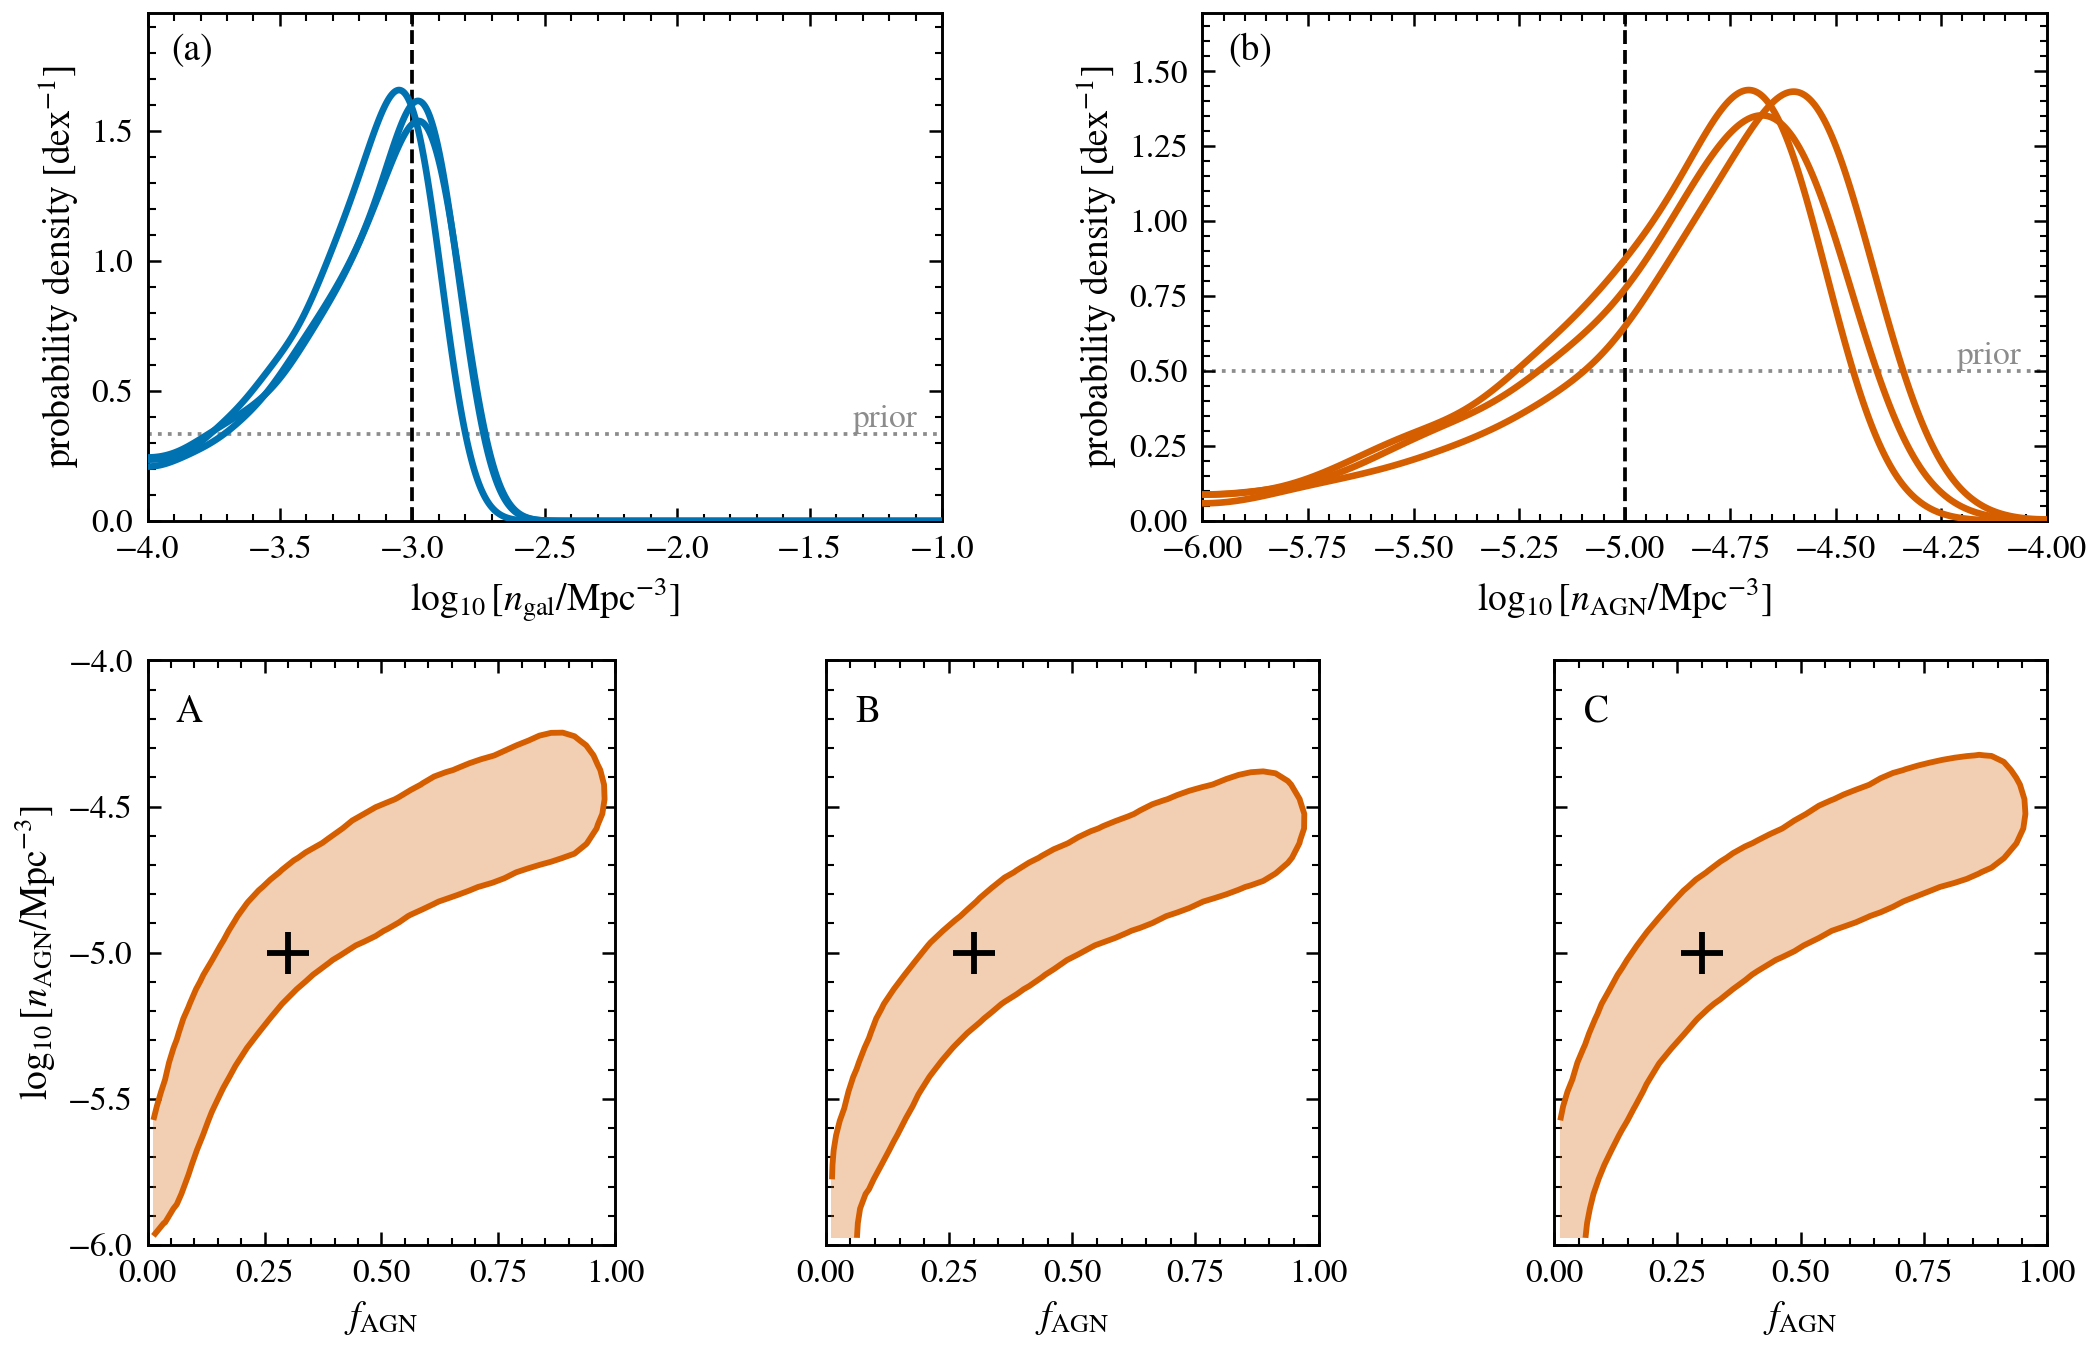 (a)
probability density [dex⁻¹]
1.5
1.0
0.5
0.0
prior
−4.0 −3.5 −3.0 −2.5 −2.0 −1.5 −1.0
log₁₀ [n_gal/Mpc⁻³]
(b)
probability density [dex⁻¹]
1.50
1.25
1.00
0.75
0.50
0.25
0.00
prior
−6.00 −5.75 −5.50 −5.25 −5.00 −4.75 −4.50 −4.25 −4.00
log₁₀ [n_AGN/Mpc⁻³]
A
log₁₀ [n_AGN/Mpc⁻³]
−4.0
−4.5
−5.0
−5.5
−6.0
0.00 0.25 0.50 0.75 1.00
f_AGN
B
0.00 0.25 0.50 0.75 1.00
f_AGN
C
0.00 0.25 0.50 0.75 1.00
f_AGN